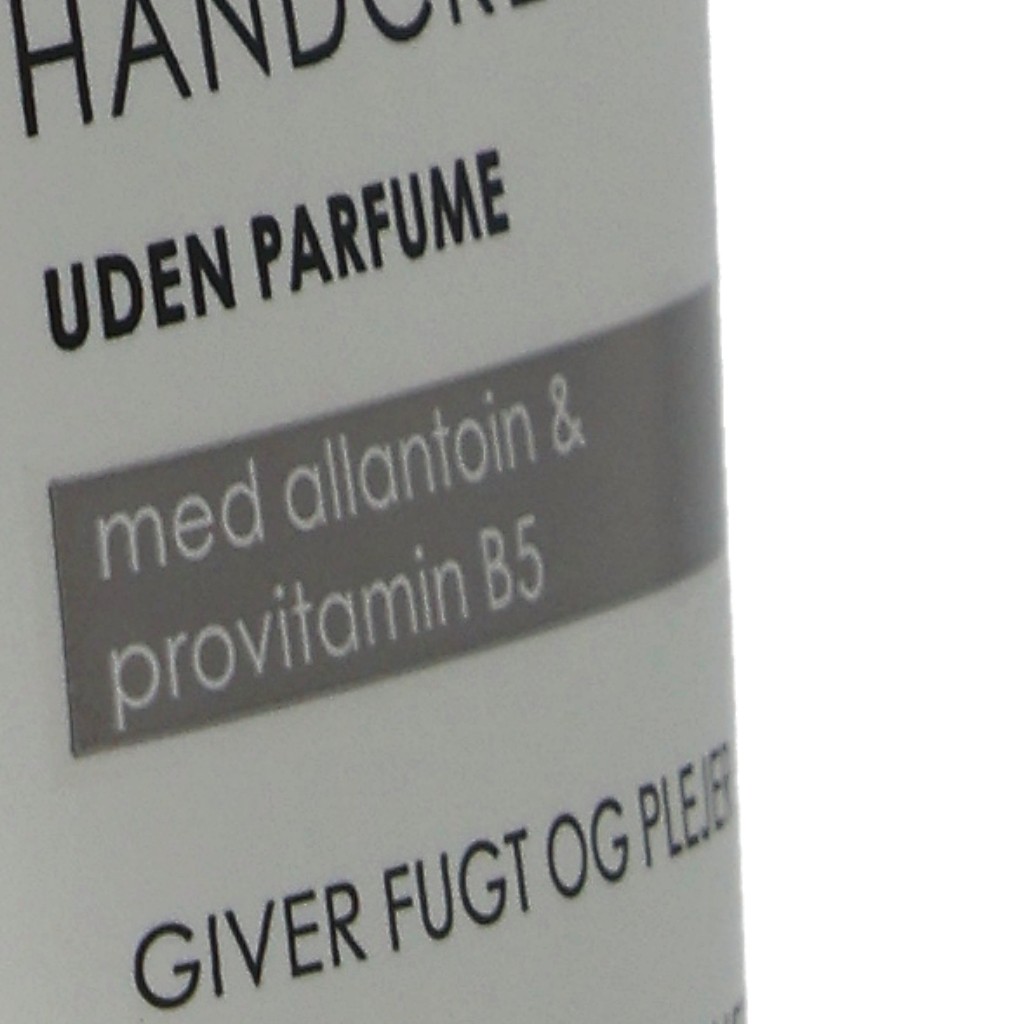 UDEN PARFUME
med allantoin &
provitamin B5
GIVER FUGT OG PLEJER